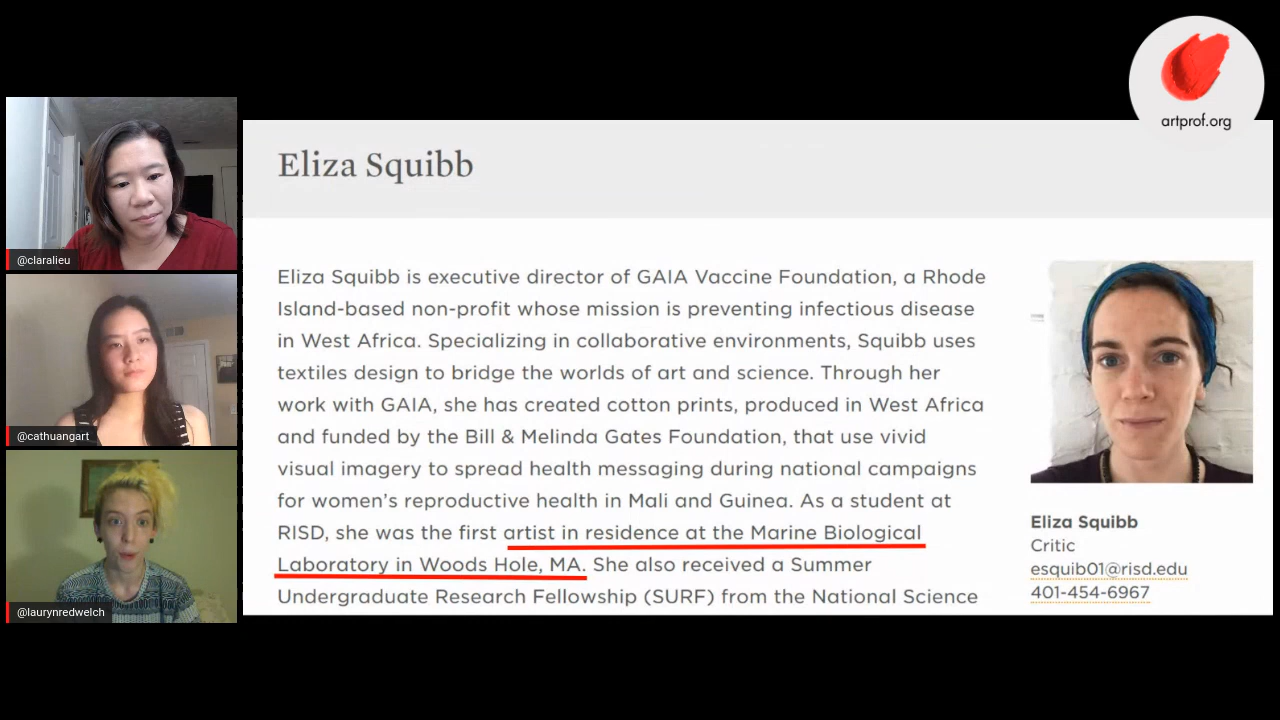 artprof.org
@claralieu
@cathuangart
@laurynredwelch
Eliza Squibb
Eliza Squibb is executive director of GAIA Vaccine Foundation, a Rhode
Island-based non-profit whose mission is preventing infectious disease
in West Africa. Specializing in collaborative environments, Squibb uses
textiles design to bridge the worlds of art and science. Through her
work with GAIA, she has created cotton prints, produced in West Africa
and funded by the Bill & Melinda Gates Foundation, that use vivid
visual imagery to spread health messaging during national campaigns
for women’s reproductive health in Mali and Guinea. As a student at
RISD, she was the first artist in residence at the Marine Biological
Laboratory in Woods Hole, MA. She also received a Summer
Undergraduate Research Fellowship (SURF) from the National Science
Eliza Squibb
Critic
esquib01@risd.edu
401-454-6967